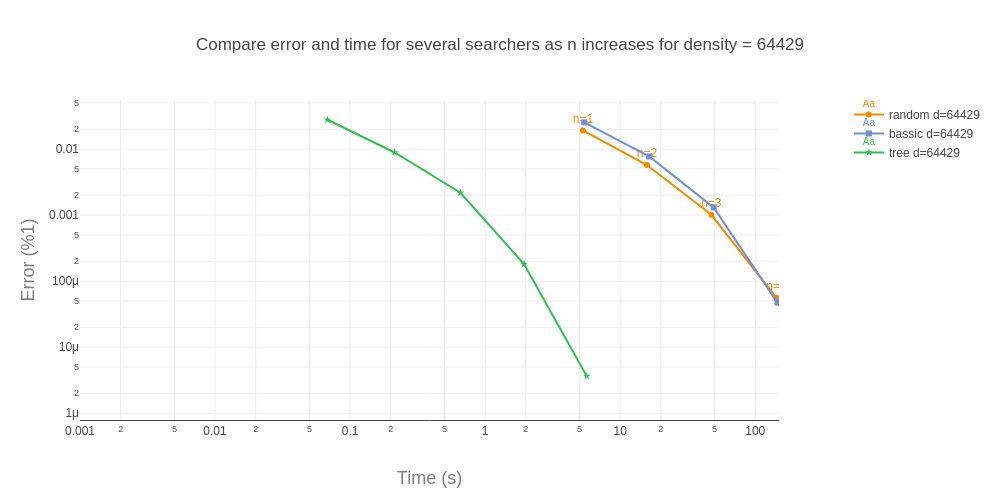 Compare error and time for several searchers as n increases for density = 64429
Aa
random d=64429
Aa
bassic d=64429
Aa
tree d=64429
5
2
0.01
5
2
0.001
5
2
100μ
5
2
10μ
5
2
1μ
n=1
n=2
n=3
n=
0.001 2 5 0.01 2 5 0.1 2 5 1 2 5 10 2 5 100
Error (%1)
Time (s)